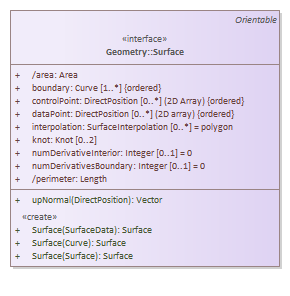 Orientable
«interface»
Geometry::Surface
+ /area: Area
+ boundary: Curve [1..*] {ordered}
+ controlPoint: DirectPosition [0..*] (2D Array) {ordered}
+ dataPoint: DirectPosition [0..*] (2D array) {ordered}
+ interpolation: SurfaceInterpolation [0..*] = polygon
+ knot: Knot [0..2]
+ numDerivativeInterior: Integer [0..1] = 0
+ numDerivativesBoundary: Integer [0..1] = 0
+ /perimeter: Length
+ upNormal(DirectPosition): Vector
«create»
+ Surface(SurfaceData): Surface
+ Surface(Curve): Surface
+ Surface(Surface): Surface